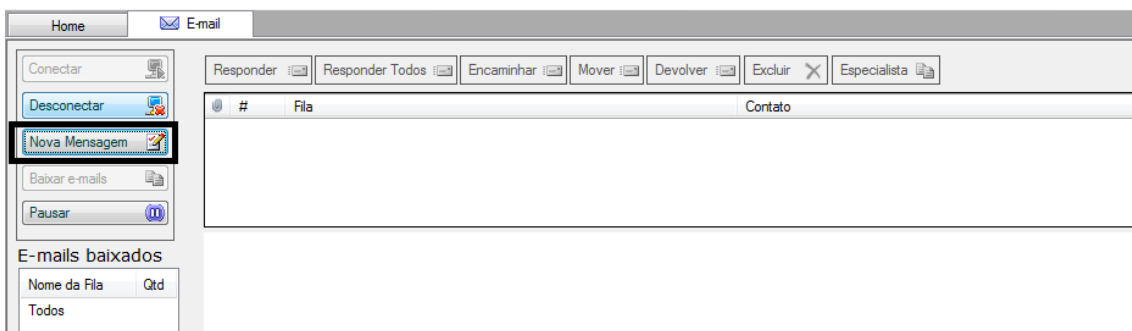 Home E-mail
Conectar
Desconectar
Nova Mensagem
Baixar e-mails
Pausar
E-mails baixados
Nome da Fila Qtd
Todos
Responder Responder Todos Encaminhar Mover Devolver Excluir Especialista
# Fila Contato